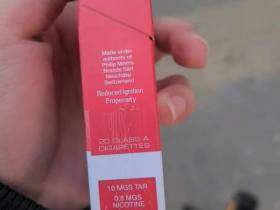 Made under
authority of
Philip Morris
Brands Sàrl
Neuchâtel
Switzerland
Reduced Ignition
Propensity
20 CLASS A
CIGARETTES
10 MGS TAR
0,8 MGS
NICOTINE